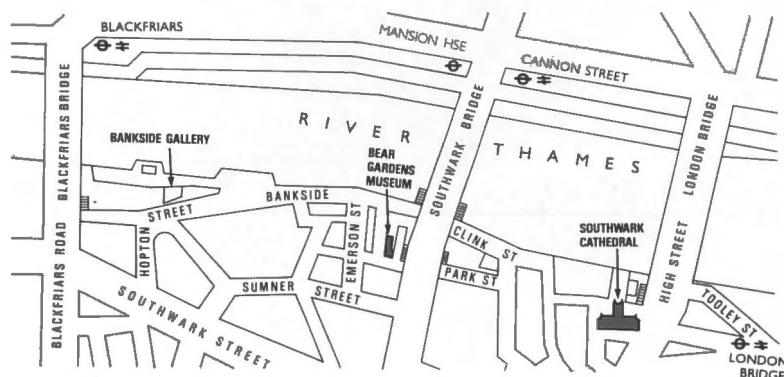 BLACKFRIARS
MANSION HSE
CANNON STREET
BLACKFRIARS BRIDGE
BANKSIDE GALLERY
RIVER
THAMES
BEAR
GARDENS
MUSEUM
SOUTHWARK BRIDGE
LONDON BRIDGE
BANKSIDE
STREET
HOPTON
EMERSON ST
CLINK ST
PARK ST
SOUTHWARK
CATHEDRAL
HIGH STREET
TOOLEY ST
SUMNER STREET
BLACKFRIARS ROAD
SOUTHWARK STREET
LONDON
BRIDGE